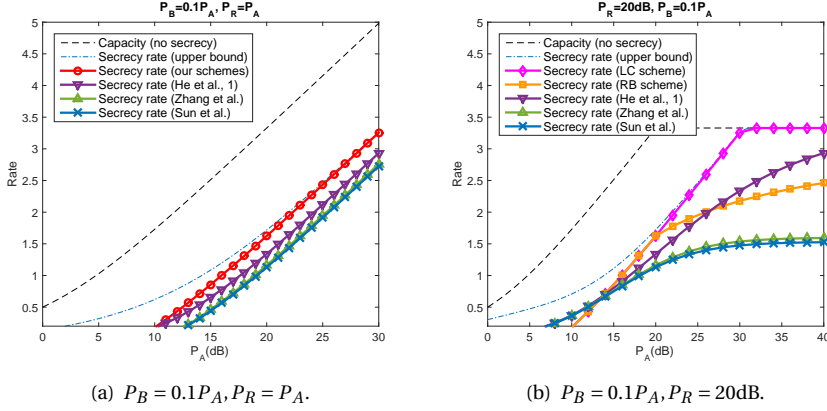 P_B=0.1P_A, P_R=P_A
5
4.5
4
3.5
3
2.5
2
1.5
1
0.5
Rate
Capacity (no secrecy)
Secrecy rate (upper bound)
Secrecy rate (our schemes)
Secrecy rate (He et al., 1)
Secrecy rate (Zhang et al.)
Secrecy rate (Sun et al.)
0 5 10 15 20 25 30
P_A(dB)
(a) P_B = 0.1P_A, P_R = P_A.
P_R=20dB, P_B=0.1P_A
5
4.5
4
3.5
3
2.5
2
1.5
1
0.5
Rate
Capacity (no secrecy)
Secrecy rate (upper bound)
Secrecy rate (LC scheme)
Secrecy rate (RB scheme)
Secrecy rate (He et al., 1)
Secrecy rate (Zhang et al.)
Secrecy rate (Sun et al.)
0 5 10 15 20 25 30 35 40
P_A(dB)
(b) P_B = 0.1P_A, P_R = 20dB.